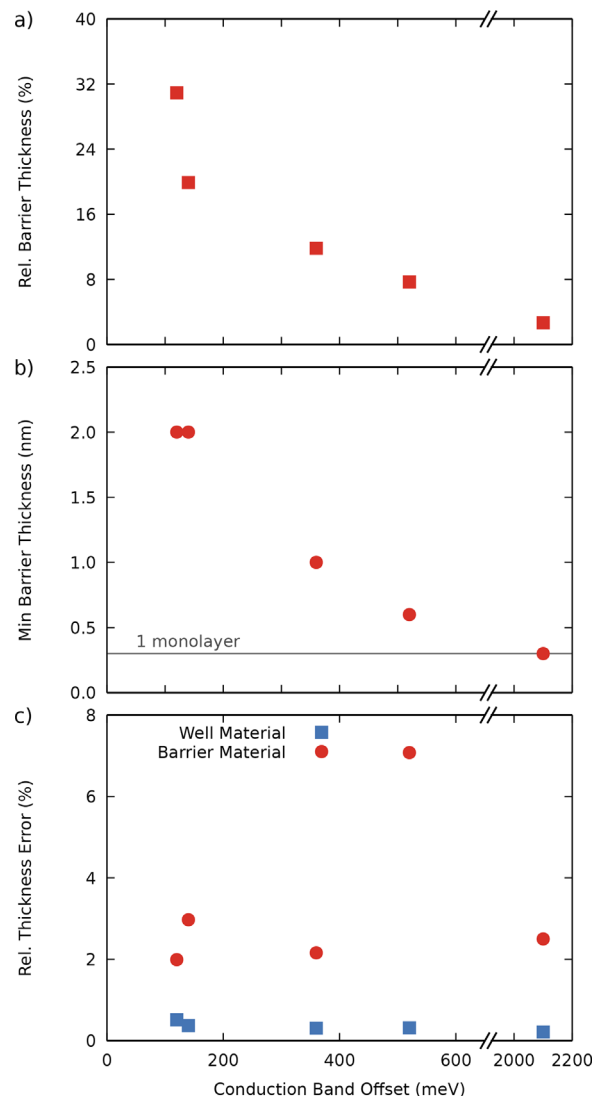 a)
40
32
24
16
8
0
Rel. Barrier Thickness (%)
b)
2.5
2.0
1.5
1.0
0.5
0.0
Min Barrier Thickness (nm)
1 monolayer
c)
8
6
4
2
0
Rel. Thickness Error (%)
Well Material
Barrier Material
0 200 400 600 2000 2200
Conduction Band Offset (meV)